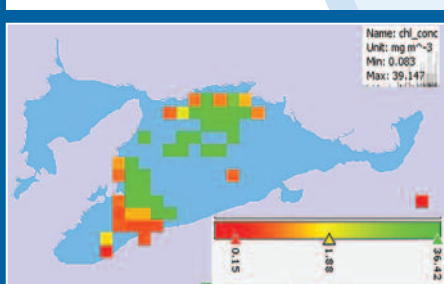 Name: chl_conc
Unit: mg m^-3
Min: 0.083
Max: 39.147
0.15
1.88
36.42